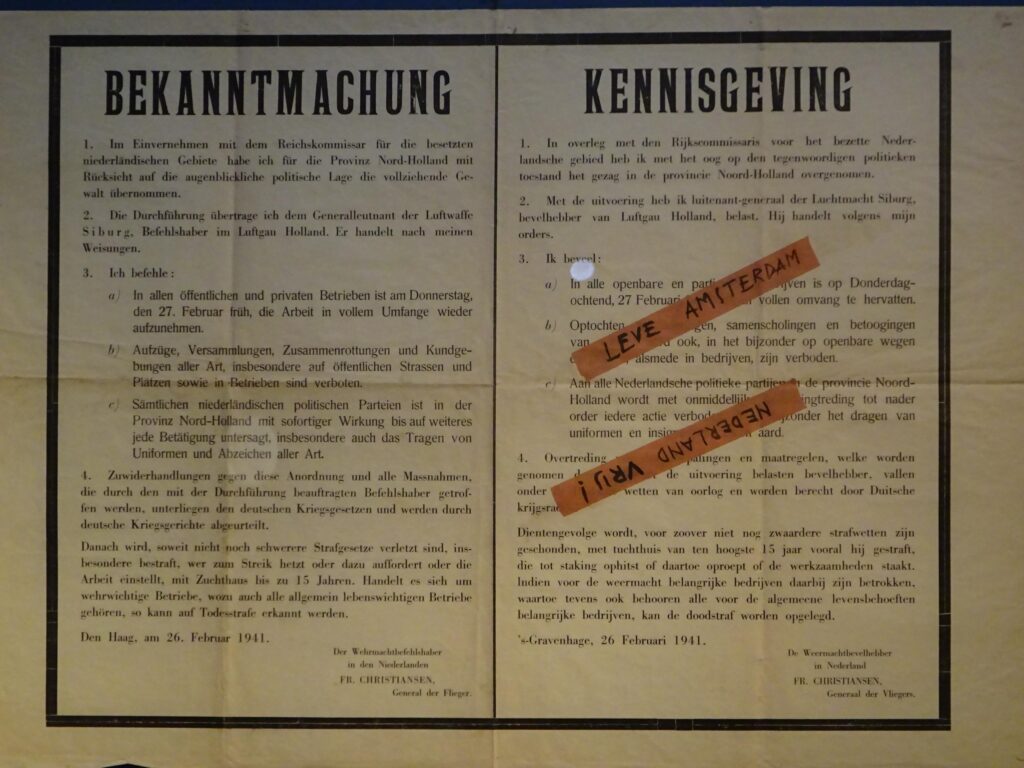 BEKANNTMACHUNG
1. Im Einvernehmen mit dem Reichskommissar für die besetzten
niederländischen Gebiete habe ich für die Provinz Nord-Holland mit
Rücksicht auf die augenblickliche politische Lage die vollziehende Ge-
walt übernommen.
2. Die Durchführung übertrage ich dem Generalleutnant der Luftwaffe
Siburg, Befehlshaber im Luftgau Holland. Er handelt nach meinen
Weisungen.
3. Ich befehle:
a) In allen öffentlichen und privaten Betrieben ist am Donnerstag,
den 27. Februar früh, die Arbeit in vollem Umfange wieder
aufzunehmen.
b) Aufzüge, Versammlungen, Zusammenrottungen und Kundge-
bungen aller Art, insbesondere auf öffentlichen Strassen und
Plätzen sowie in Betrieben sind verboten.
c) Sämtlichen niederländischen politischen Parteien ist in der
Provinz Nord-Holland mit sofortiger Wirkung bis auf weiteres
jede Betätigung untersagt, insbesondere auch das Tragen von
Uniformen und Abzeichen aller Art.
4. Zuwiderhandlungen gegen diese Anordnung und alle Massnahmen,
die durch den mit der Durchführung beauftragten Befehlshaber getrof-
fen werden, unterliegen den deutschen Kriegsgesetzen und werden durch
deutsche Kriegsgerichte abgeurteilt.
Danach wird, soweit nicht noch schwerere Strafgesetze verletzt sind, ins-
besondere bestraft, wer zum Streik hetzt oder dazu auffordert oder die
Arbeit einstellt, mit Zuchthaus bis zu 15 Jahren. Handelt es sich um
wehrwichtige Betriebe, wozu auch alle allgemein lebenswichtigen Betriebe
gehören, so kann auf Todesstrafe erkannt werden.
Den Haag, am 26. Februar 1941.
Der Wehrmachtbefehlshaber
in den Niederlanden
FR. CHRISTIANSEN,
General der Flieger.
KENNISGEVING
1. In overleg met den Rijkscommissaris voor het bezette Neder-
landsche gebied heb ik met het oog op den tegenwoordigen politieken
toestand het gezag in de provincie Noord-Holland overgenomen.
2. Met de uitvoering heb ik luitenant-generaal der Luchtmacht Siburg,
bevelhebber van Luftgau Holland, belast. Hij handelt volgens mijn
orders.
3. Ik beveel:
a) In alle openbare en is op Donderdag-
ochtend, 27 Februari vollen omvang te hervatten.
b) Optochten samenscholingen en betoogingen
van ook, in het bijzonder op openbare wegen
alsmede in bedrijven, zijn verboden.
c) Aan alle Nederlandsche politieke partijen in de provincie Noord-
Holland wordt met tot nader
order iedere actie het dragen van
uniformen en aard.
4. Overtreding en maatregelen, welke worden
genomen de uitvoering belasten bevelhebber, vallen
onder wetten van oorlog en worden berecht door Duitsche
Dientengevolge wordt, voor zoover niet nog zwaardere strafwetten zijn
geschonden, met tuchthuis van ten hoogste 15 jaar vooral hij gestraft,
die tot staking ophitst of daartoe oproept of de werkzaamheden staakt.
Indien voor de weermacht belangrijke bedrijven daarbij zijn betrokken,
waartoe tevens ook behooren alle voor de algemeene levensbehoeften
belangrijke bedrijven, kan de doodstraf worden opgelegd.
's-Gravenhage, 26 Februari 1941.
De Weermachtbevelhebber
in Nederland
FR. CHRISTIANSEN,
Generaal der Vliegers.
LEVE AMSTERDAM
NEDERLAND VRIJ!